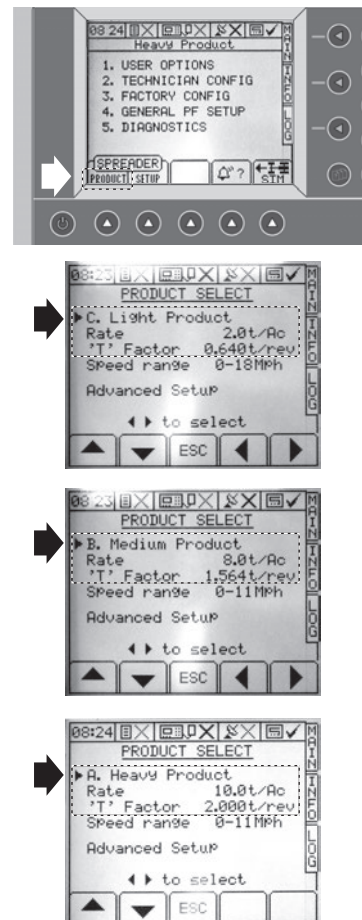 08:24
Heavy Product
1. USER OPTIONS
2. TECHNICIAN CONFIG
3. FACTORY CONFIG
4. GENERAL PF SETUP
5. DIAGNOSTICS
SPREADER
PRODUCT SETUP ? SIM
MAIN INFO LOG
08:23
PRODUCT SELECT
C. Light Product
Rate 2.0t/Ac
'T' Factor 0.640t/rev
Speed range 0-18Mph
Advanced Setup
to select
ESC
MAIN INFO LOG
08:23
PRODUCT SELECT
B. Medium Product
Rate 8.0t/Ac
'T' Factor 1.564t/rev
Speed range 0-11Mph
Advanced Setup
to select
ESC
MAIN INFO LOG
08:24
PRODUCT SELECT
A. Heavy Product
Rate 10.0t/Ac
'T' Factor 2.000t/rev
Speed range 0-11Mph
Advanced Setup
to select
ESC
MAIN INFO LOG